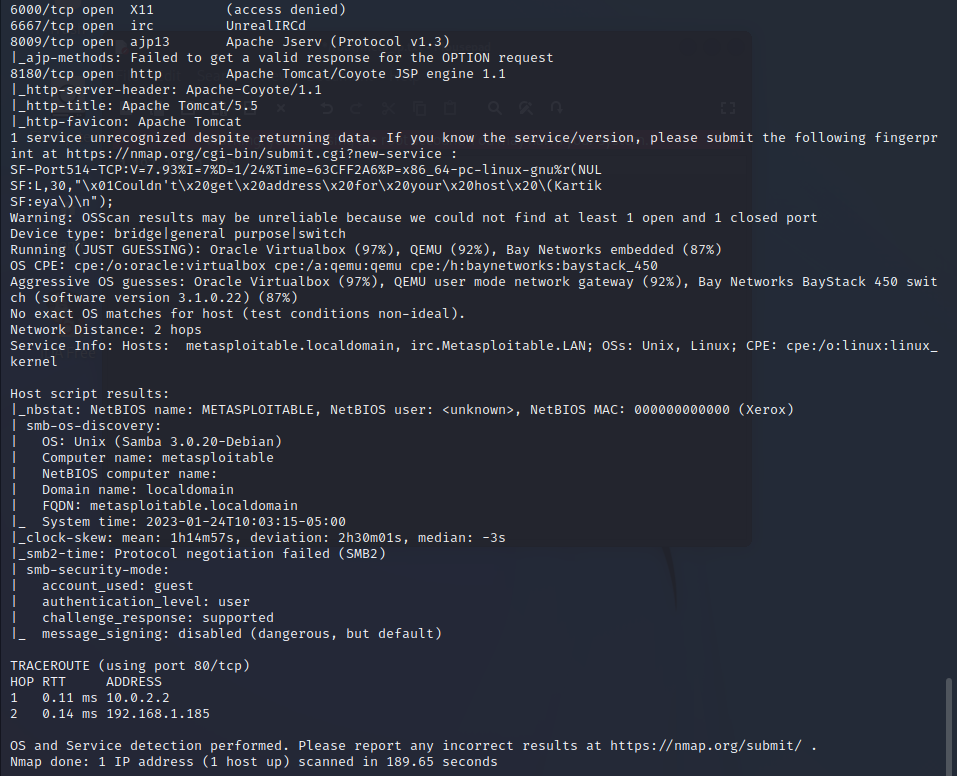 6000/tcp open  X11         (access denied)
6667/tcp open  irc         UnrealIRCd
8009/tcp open  ajp13       Apache Jserv (Protocol v1.3)
|_ajp-methods: Failed to get a valid response for the OPTION request
8180/tcp open  http        Apache Tomcat/Coyote JSP engine 1.1
|_http-server-header: Apache-Coyote/1.1
|_http-title: Apache Tomcat/5.5
|_http-favicon: Apache Tomcat
1 service unrecognized despite returning data. If you know the service/version, please submit the following fingerpr
int at https://nmap.org/cgi-bin/submit.cgi?new-service :
SF-Port514-TCP:V=7.93%I=7%D=1/24%Time=63CFF2A6%P=x86_64-pc-linux-gnu%r(NUL
SF:L,30,"\x01Couldn't\x20get\x20address\x20for\x20your\x20host\x20\(Kartik
SF:eya\)\n");
Warning: OSScan results may be unreliable because we could not find at least 1 open and 1 closed port
Device type: bridge|general purpose|switch
Running (JUST GUESSING): Oracle Virtualbox (97%), QEMU (92%), Bay Networks embedded (87%)
OS CPE: cpe:/o:oracle:virtualbox cpe:/a:qemu:qemu cpe:/h:baynetworks:baystack_450
Aggressive OS guesses: Oracle Virtualbox (97%), QEMU user mode network gateway (92%), Bay Networks BayStack 450 swit
ch (software version 3.1.0.22) (87%)
No exact OS matches for host (test conditions non-ideal).
Network Distance: 2 hops
Service Info: Hosts:  metasploitable.localdomain, irc.Metasploitable.LAN; OSs: Unix, Linux; CPE: cpe:/o:linux:linux_
kernel

Host script results:
|_nbstat: NetBIOS name: METASPLOITABLE, NetBIOS user: <unknown>, NetBIOS MAC: 000000000000 (Xerox)
| smb-os-discovery:
|   OS: Unix (Samba 3.0.20-Debian)
|   Computer name: metasploitable
|   NetBIOS computer name:
|   Domain name: localdomain
|   FQDN: metasploitable.localdomain
|_  System time: 2023-01-24T10:03:15-05:00
|_clock-skew: mean: 1h14m57s, deviation: 2h30m01s, median: -3s
|_smb2-time: Protocol negotiation failed (SMB2)
| smb-security-mode:
|   account_used: guest
|   authentication_level: user
|   challenge_response: supported
|_  message_signing: disabled (dangerous, but default)

TRACEROUTE (using port 80/tcp)
HOP RTT     ADDRESS
1   0.11 ms 10.0.2.2
2   0.14 ms 192.168.1.185

OS and Service detection performed. Please report any incorrect results at https://nmap.org/submit/ .
Nmap done: 1 IP address (1 host up) scanned in 189.65 seconds